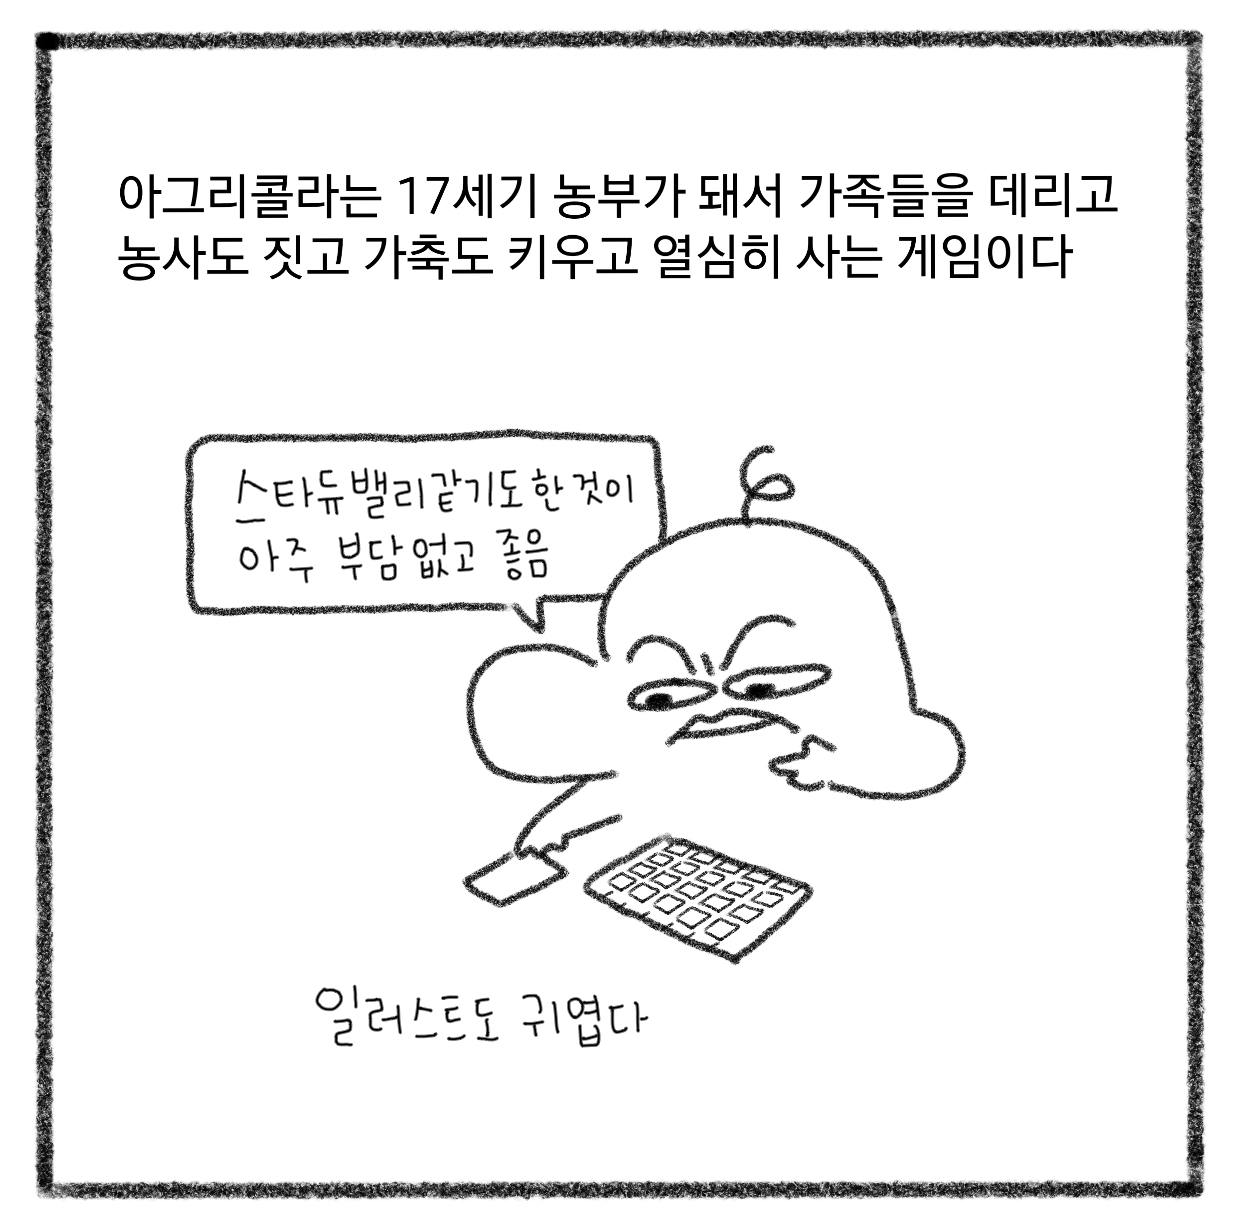 아그리콜라는 17세기 농부가 돼서 가족들을 데리고
농사도 짓고 가축도 키우고 열심히 사는 게임이다
스타듀밸리같기도한것이
아주 부담없고 좋음
일러스트도 귀엽다